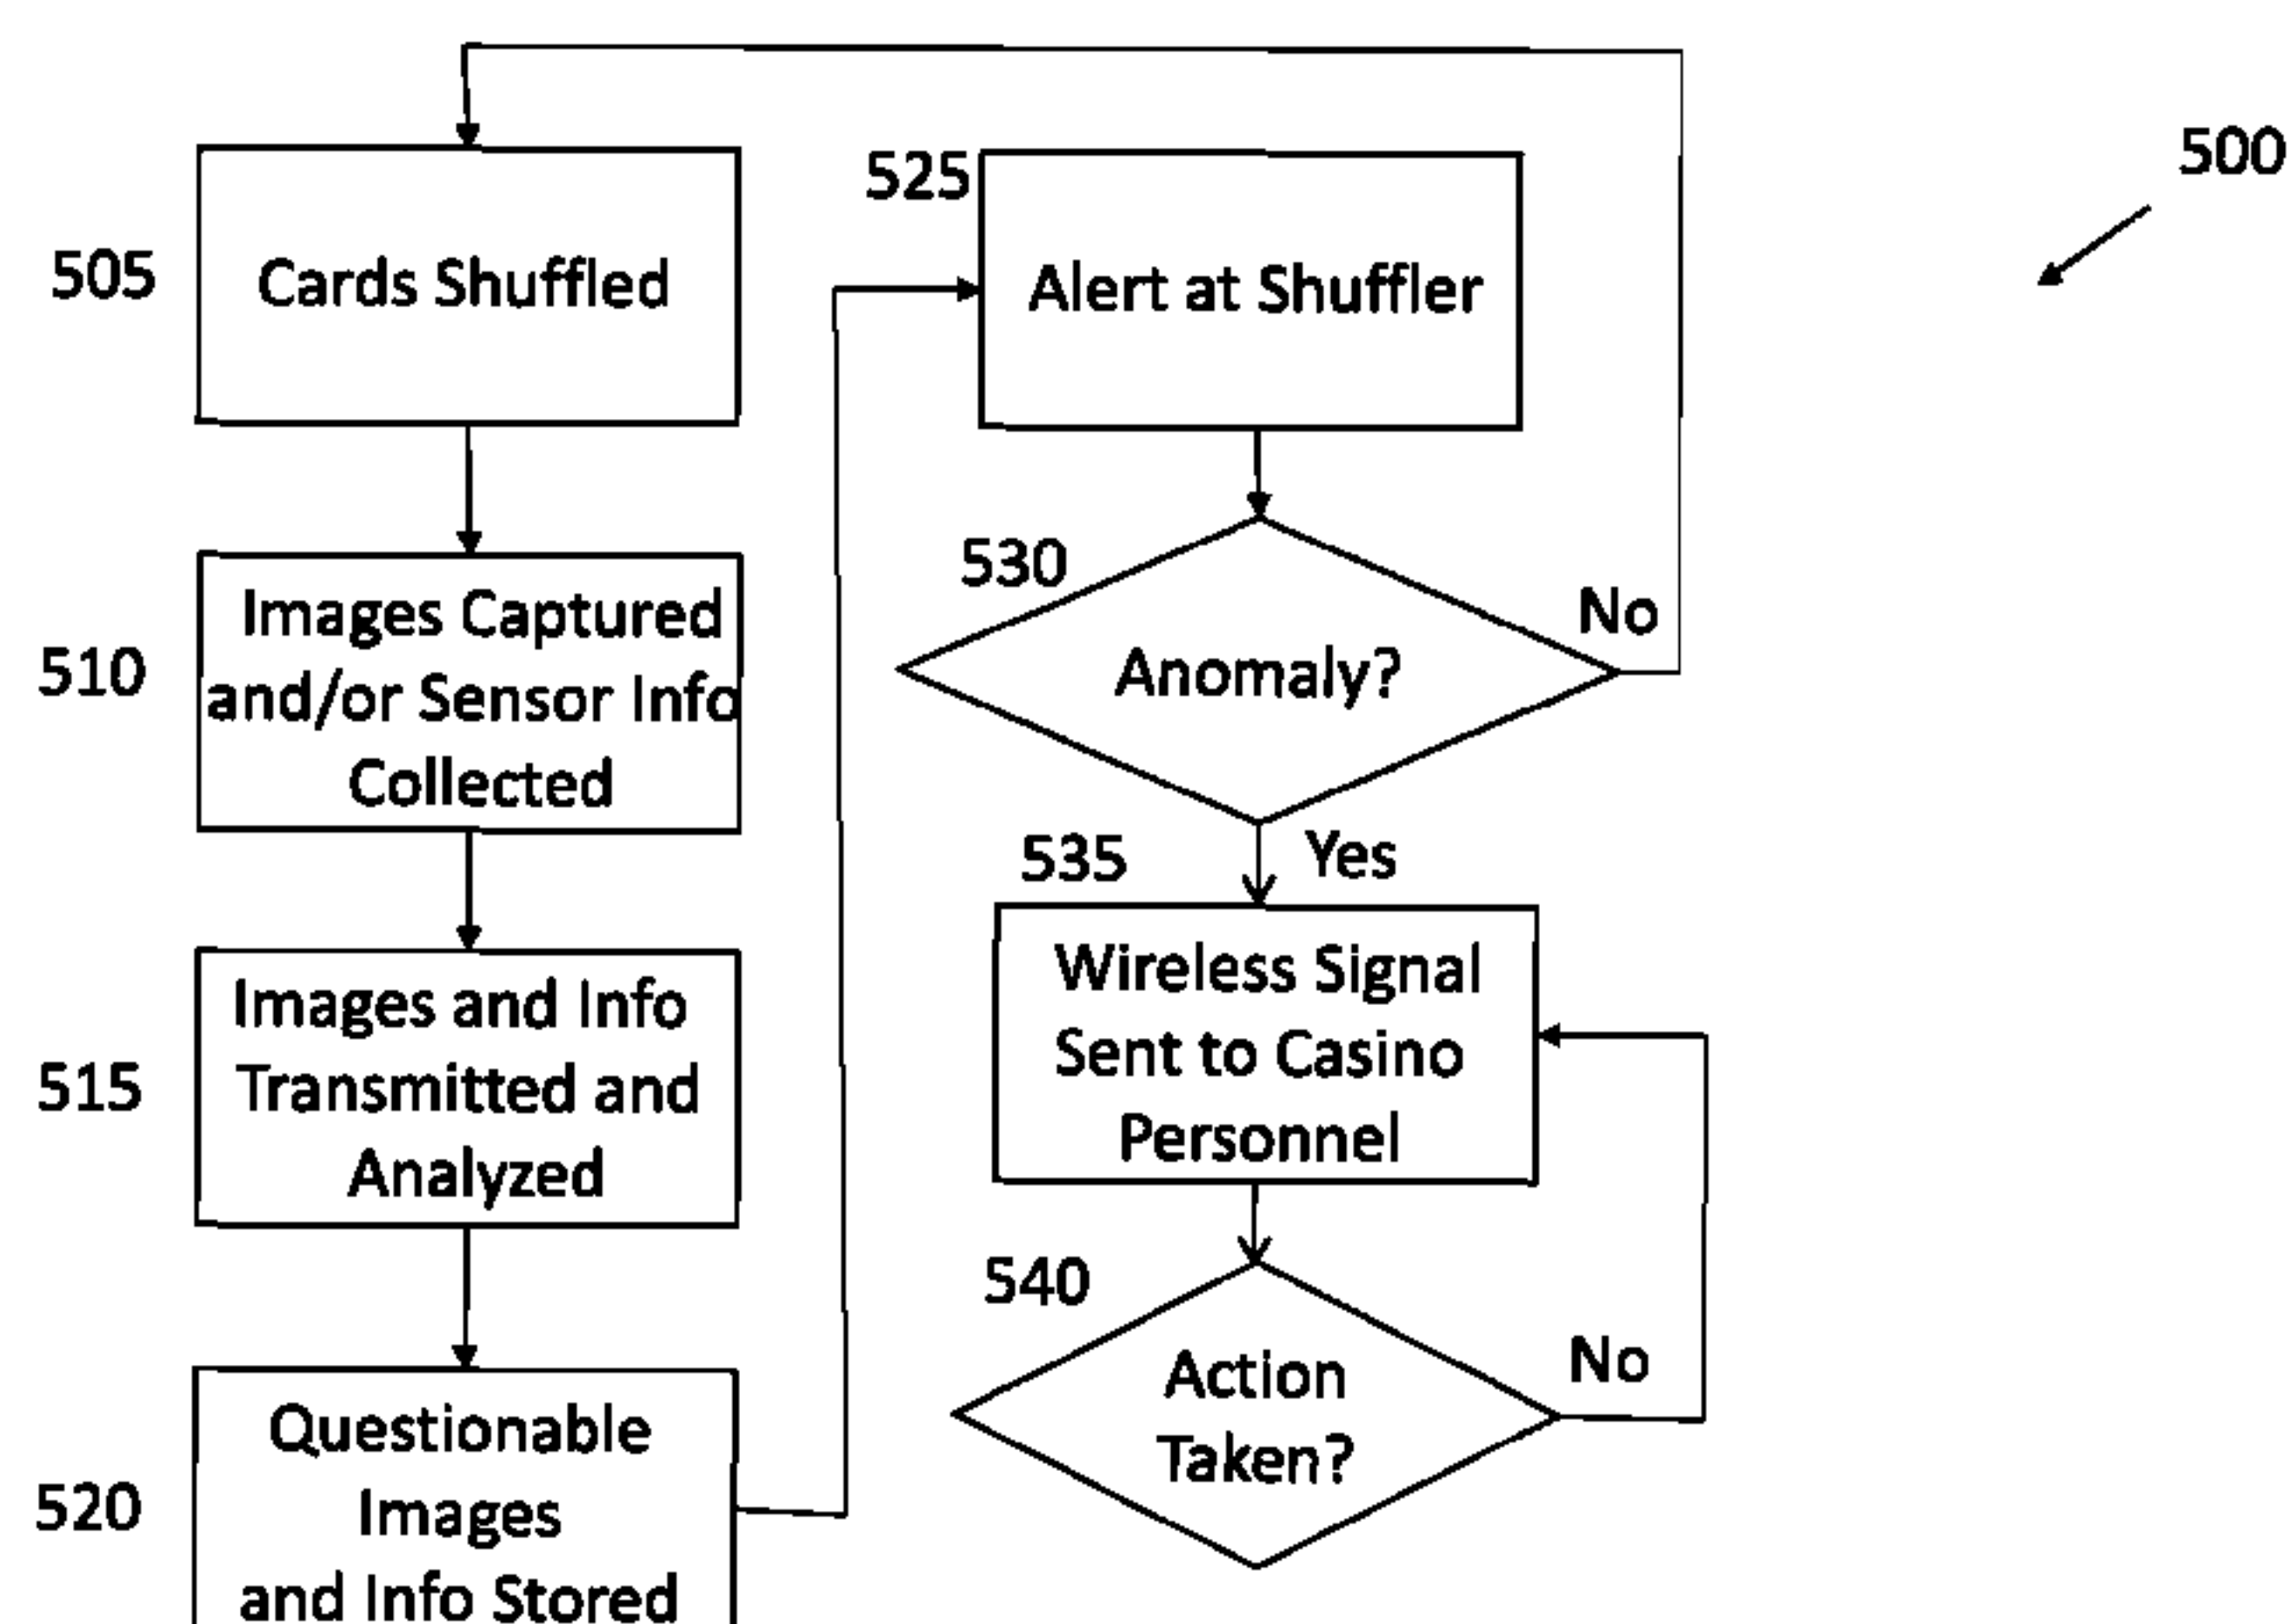 500
505
Cards Shuffled
510
Images Captured
and/or Sensor Info
Collected
515
Images and Info
Transmitted and
Analyzed
520
Questionable
Images
and Info Stored
525
Alert at Shuffler
530
Anomaly?
No
Yes
535
Wireless Signal
Sent to Casino
Personnel
540
Action
Taken?
No